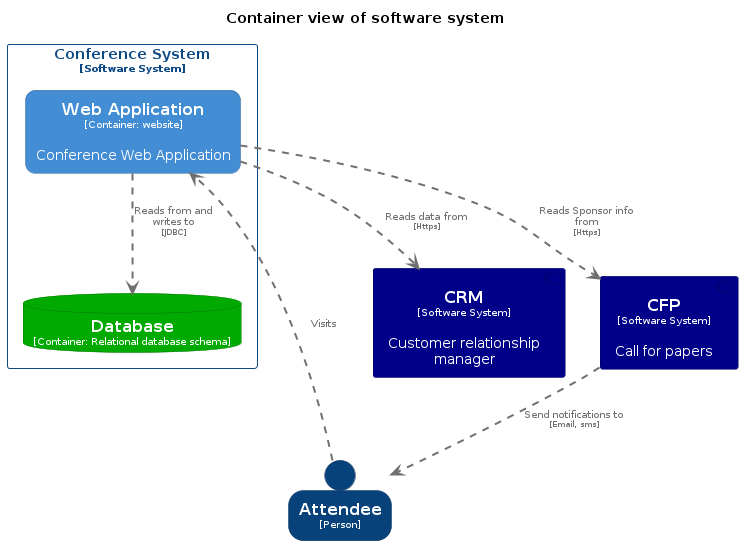 Container view of software system
Conference System
[Software System]
Web Application
[Container: website]
Conference Web Application
Reads from and
writes to
[JDBC]
Reads data from
[Https]
Reads Sponsor info
from
[Https]
Database
[Container: Relational database schema]
CRM
[Software System]
Customer relationship
manager
CFP
[Software System]
Call for papers
Visits
Send notifications to
[Email, sms]
Attendee
[Person]